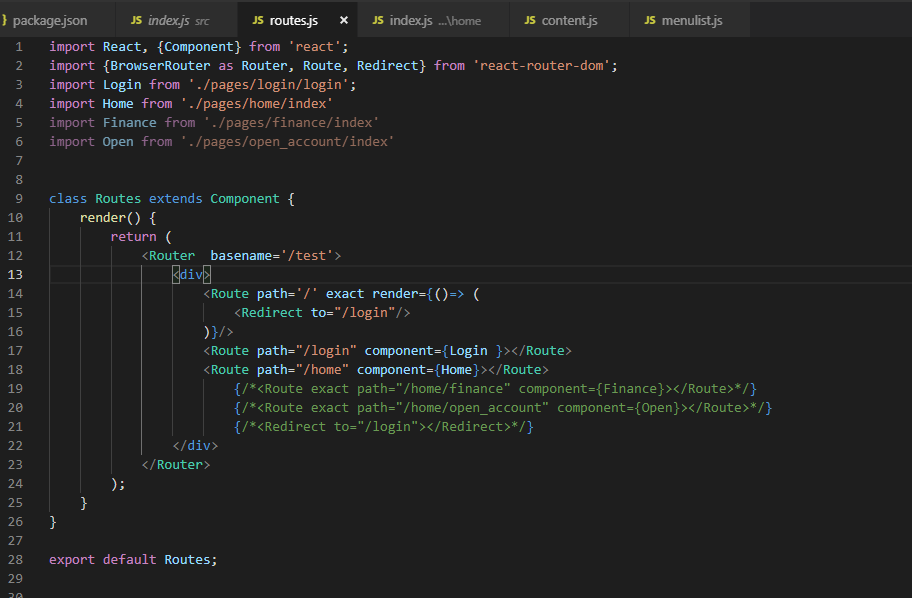 package.json JS index.js src JS routes.js × JS index.js ...\home JS content.js JS menulist.js
1 import React, {Component} from 'react';
2 import {BrowserRouter as Router, Route, Redirect} from 'react-router-dom';
3 import Login from './pages/login/login';
4 import Home from './pages/home/index'
5 import Finance from './pages/finance/index'
6 import Open from './pages/open_account/index'
7
8
9 class Routes extends Component {
10 render() {
11 return (
12 <Router  basename='/test'>
13 <div>
14 <Route path='/' exact render={()=> (
15 <Redirect to="/login"/>
16 )}/>
17 <Route path="/login" component={Login }></Route>
18 <Route path="/home" component={Home}></Route>
19 {/*<Route exact path="/home/finance" component={Finance}></Route>*/}
20 {/*<Route exact path="/home/open_account" component={Open}></Route>*/}
21 {/*<Redirect to="/login"></Redirect>*/}
22 </div>
23 </Router>
24 );
25 }
26 }
27
28 export default Routes;
29
30